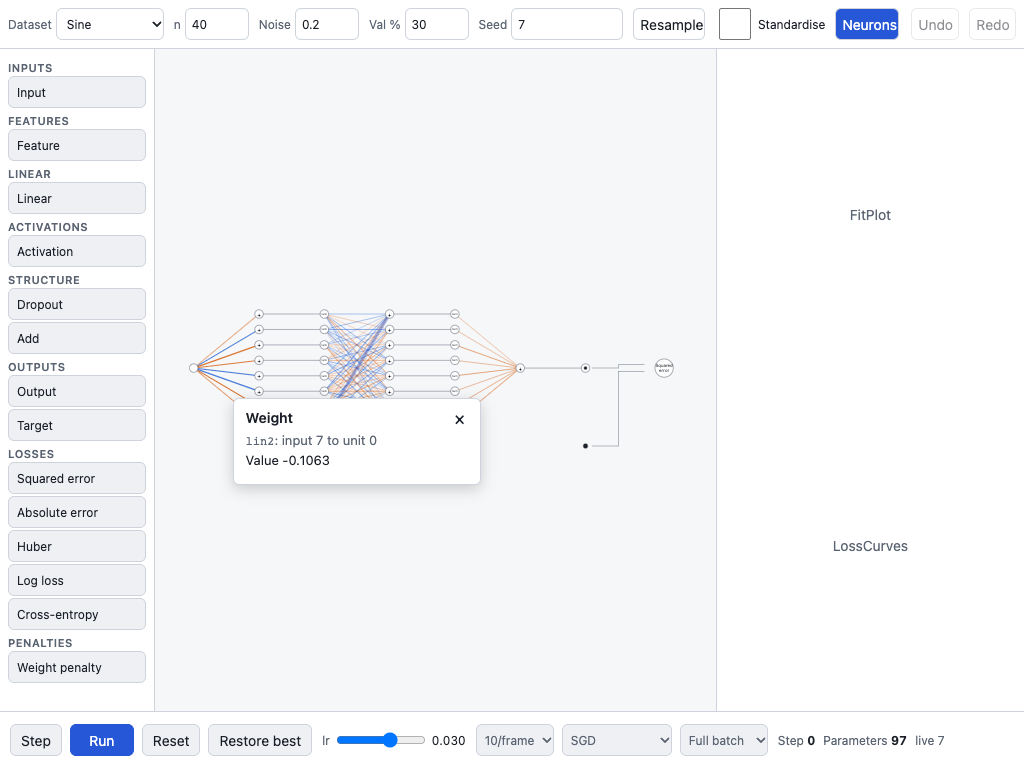 Dataset Sine n 40 Noise 0.2 Val % 30 Seed 7 Resample Standardise Neurons Undo Redo
INPUTS
Input
FEATURES
Feature
LINEAR
Linear
ACTIVATIONS
Activation
STRUCTURE
Dropout
Add
OUTPUTS
Output
Target
LOSSES
Squared error
Absolute error
Huber
Log loss
Cross-entropy
PENALTIES
Weight penalty
Squared
error
Weight ×
lin2: input 7 to unit 0
Value -0.1063
FitPlot
LossCurves
Step Run Reset Restore best lr 0.030 10/frame SGD Full batch Step 0 Parameters 97 live 7